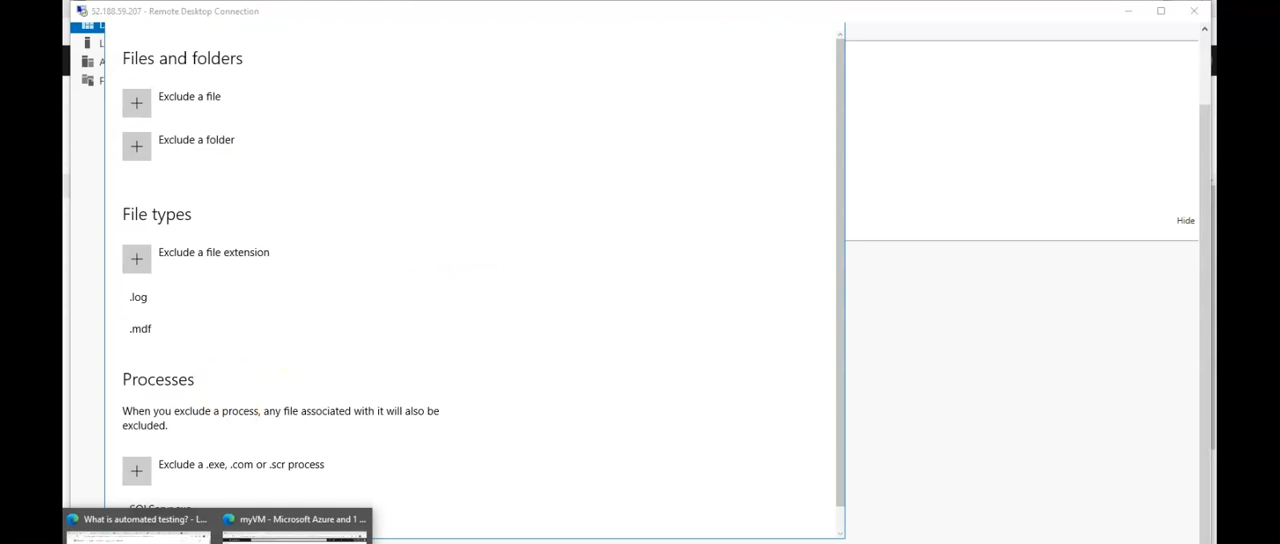 52.188.59.207 - Remote Desktop Connection
Files and folders
Exclude a file
Exclude a folder
Hide
File types
Exclude a file extension
.log
.mdf
Processes
When you exclude a process, any file associated with it will also be
excluded.
Exclude a .exe, .com or .scr process
What is automated testing? - L...
myVM - Microsoft Azure and 1 ...